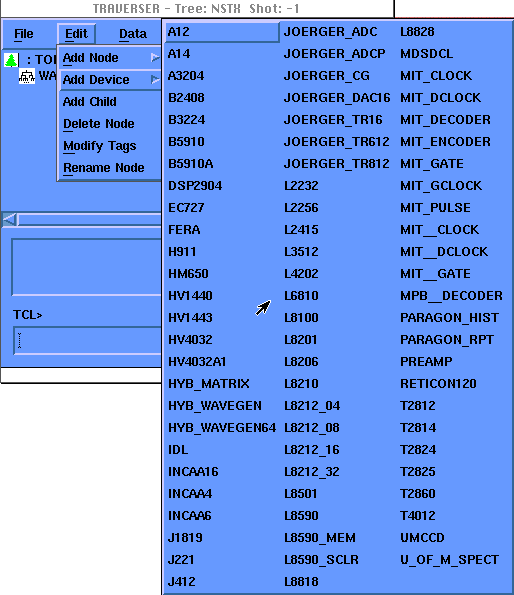 TRAVERSER - Tree: NSTX Shot: -1
File Edit Data
: TO
WA
Add Node
Add Device
Add Child
Delete Node
Modify Tags
Rename Node
TCL>
A12 JOERGER_ADC L8828
A14 JOERGER_ADCP MDSDCL
A3204 JOERGER_CG MIT_CLOCK
B2408 JOERGER_DAC16 MIT_DCLOCK
B3224 JOERGER_TR16 MIT_DECODER
B5910 JOERGER_TR612 MIT_ENCODER
B5910A JOERGER_TR812 MIT_GATE
DSP2904 L2232 MIT_GCLOCK
EC727 L2256 MIT_PULSE
FERA L2415 MIT__CLOCK
H911 L3512 MIT__DCLOCK
HM650 L4202 MIT__GATE
HV1440 L6810 MPB__DECODER
HV1443 L8100 PARAGON_HIST
HV4032 L8201 PARAGON_RPT
HV4032A1 L8206 PREAMP
HYB_MATRIX L8210 RETICON120
HYB_WAVEGEN L8212_04 T2812
HYB_WAVEGEN64 L8212_08 T2814
IDL L8212_16 T2824
INCAA16 L8212_32 T2825
INCAA4 L8501 T2860
INCAA6 L8590 T4012
J1819 L8590_MEM UMCCD
J221 L8590_SCLR U_OF_M_SPECT
J412 L8818